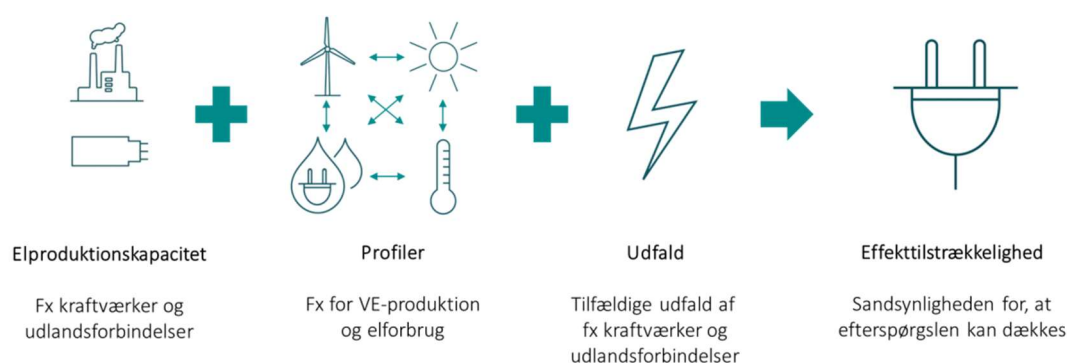 Elproduktionskapacitet
Fx kraftværker og
udlandsforbindelser
Profiler
Fx for VE-produktion
og elforbrug
Udfald
Tilfældige udfald af
fx kraftværker og
udlandsforbindelser
Effekttilstrækkelighed
Sandsynligheden for, at
efterspørgslen kan dækkes